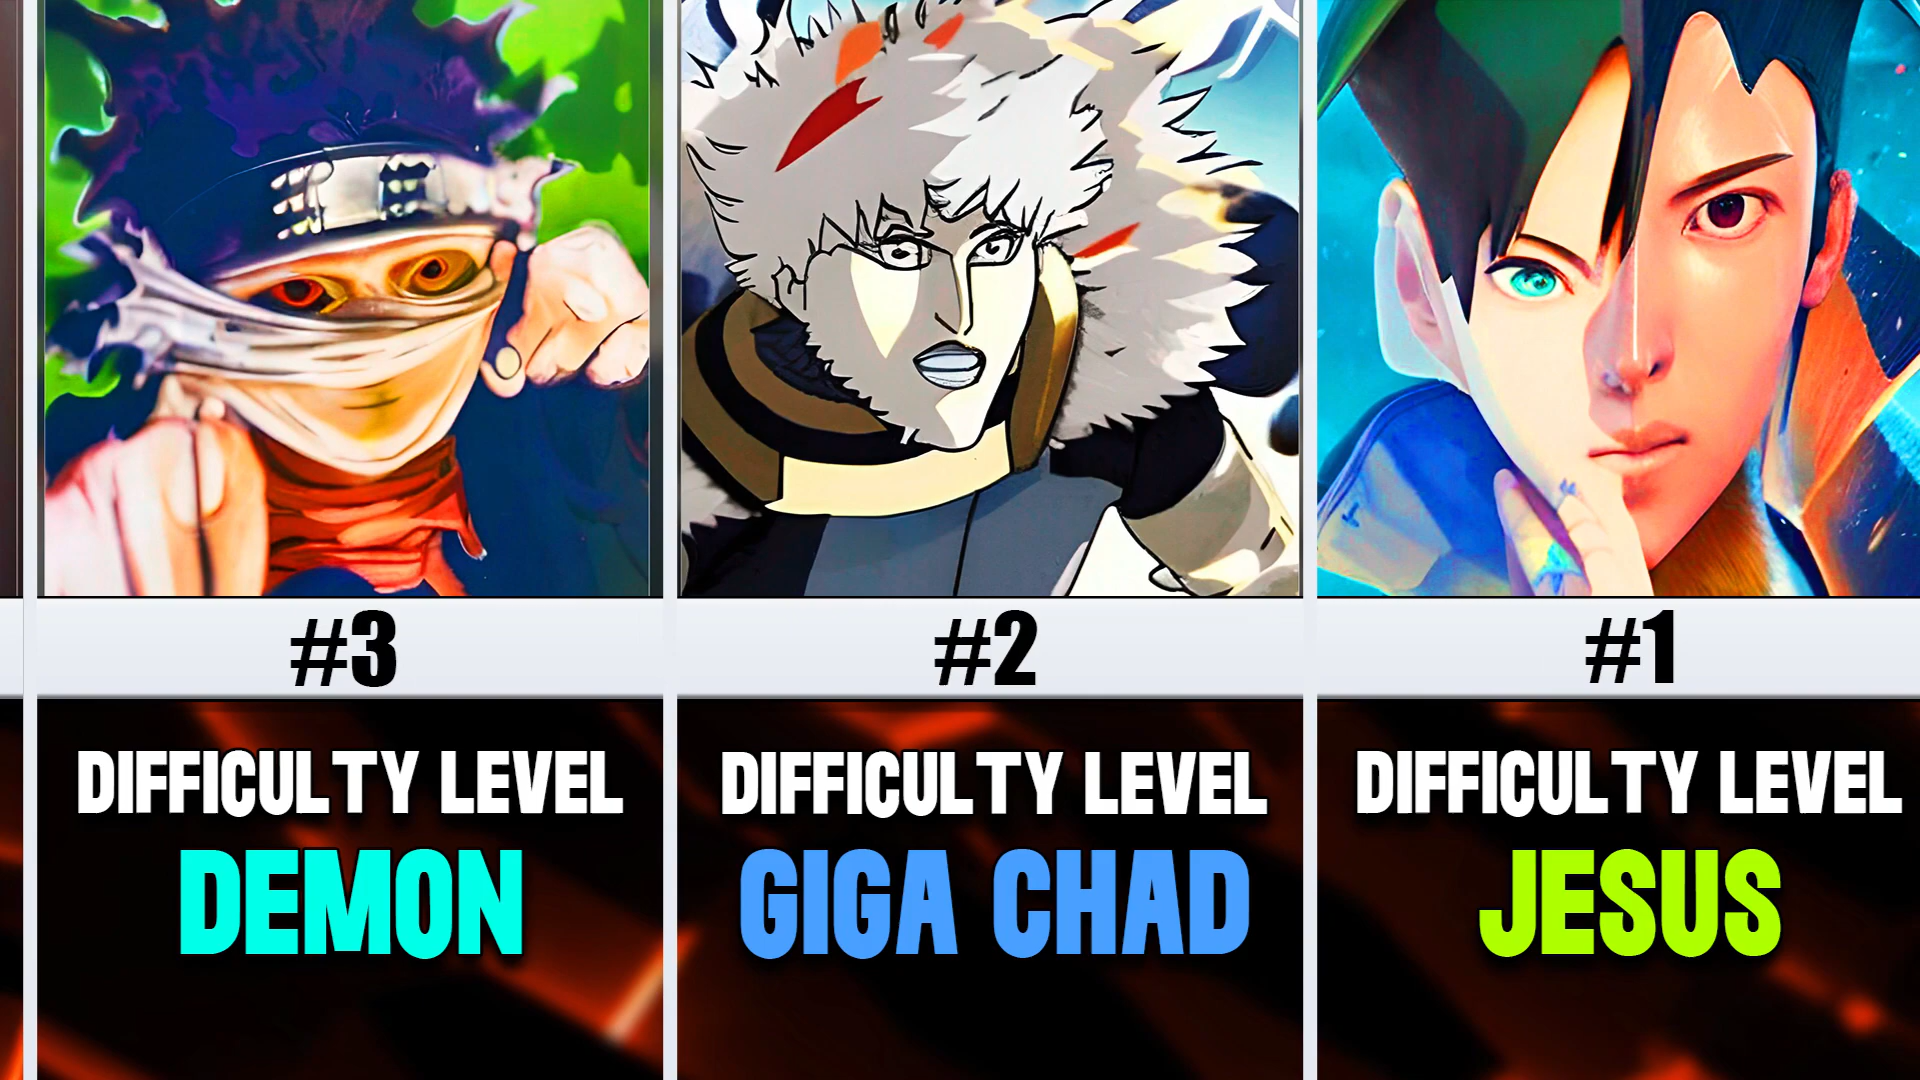 #3
DIFFICULTY LEVEL
DEMON
#2
DIFFICULTY LEVEL
GIGA CHAD
#1
DIFFICULTY LEVEL
JESUS